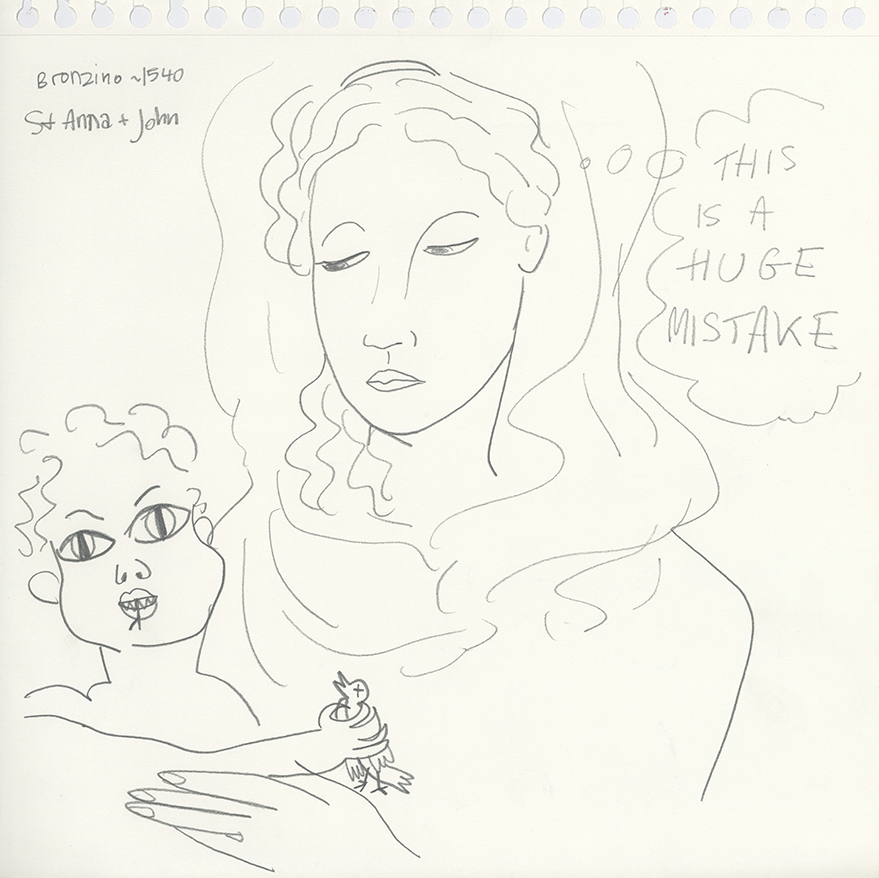 Bronzino ~1540
St Anna + John
THIS
IS A
HUGE
MISTAKE